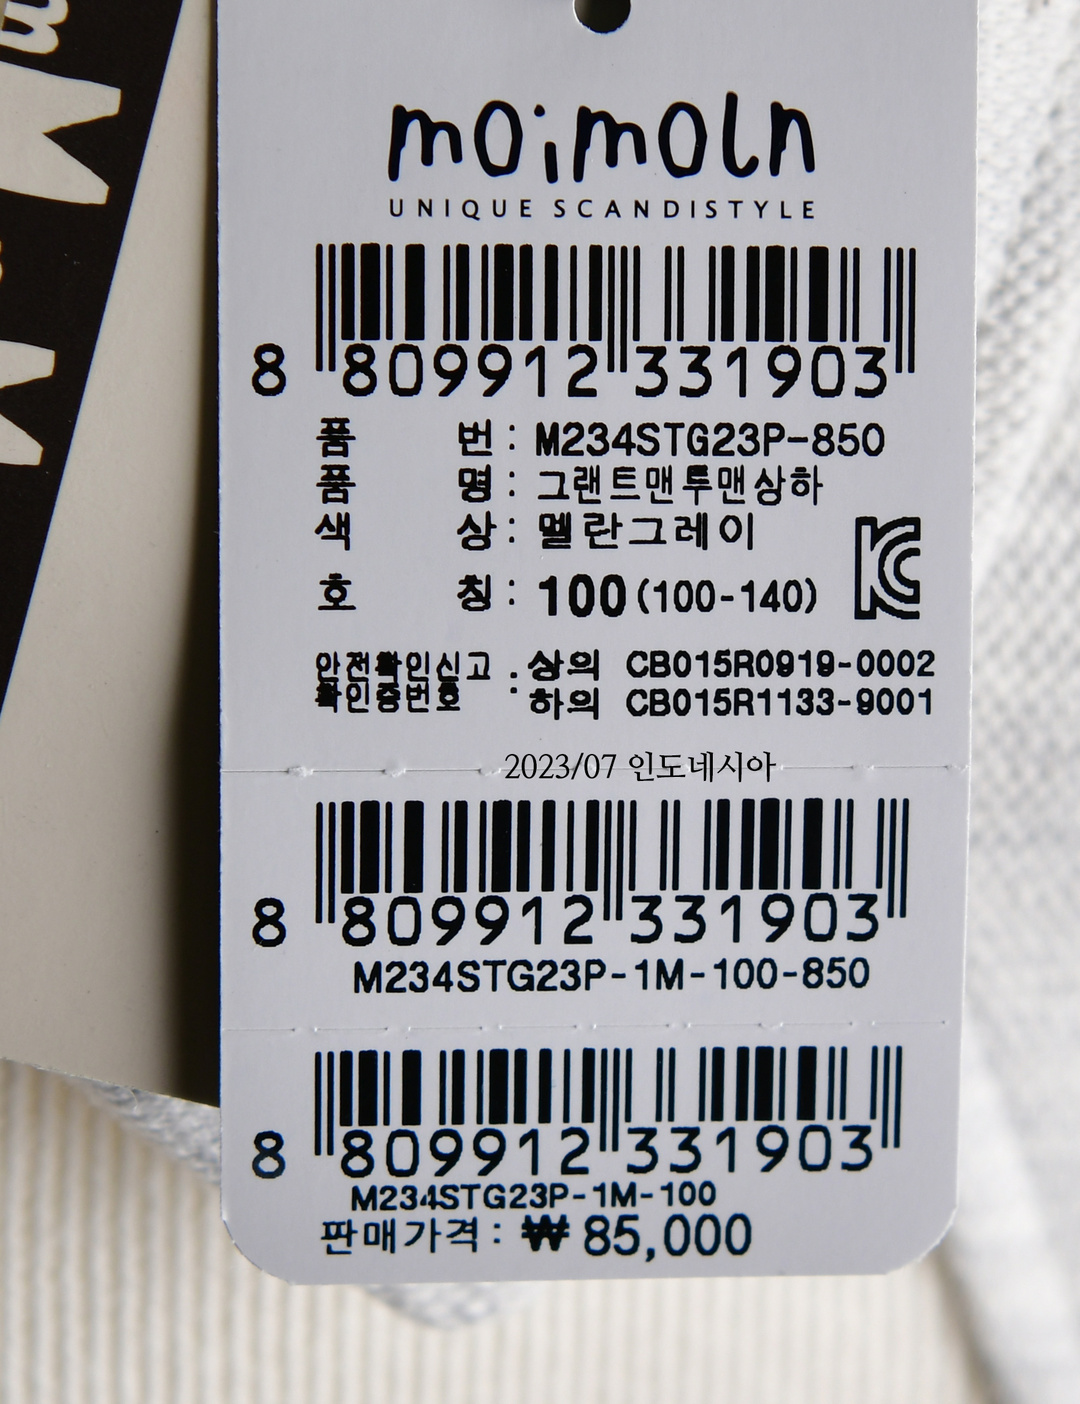 moimoln
UNIQUE SCANDISTYLE
8 809912 331903
품 번 : M234STG23P-850
품 명 : 그랜트맨투맨상하
색 상 : 멜란그레이
호 칭 : 100 (100-140)
안전확인신고 확인증번호 : 상의 CB015R0919-0002
하의 CB015R1133-9001
2023/07 인도네시아
8 809912 331903
M234STG23P-1M-100-850
8 809912 331903
M234STG23P-1M-100
판매가격 : ₩ 85,000